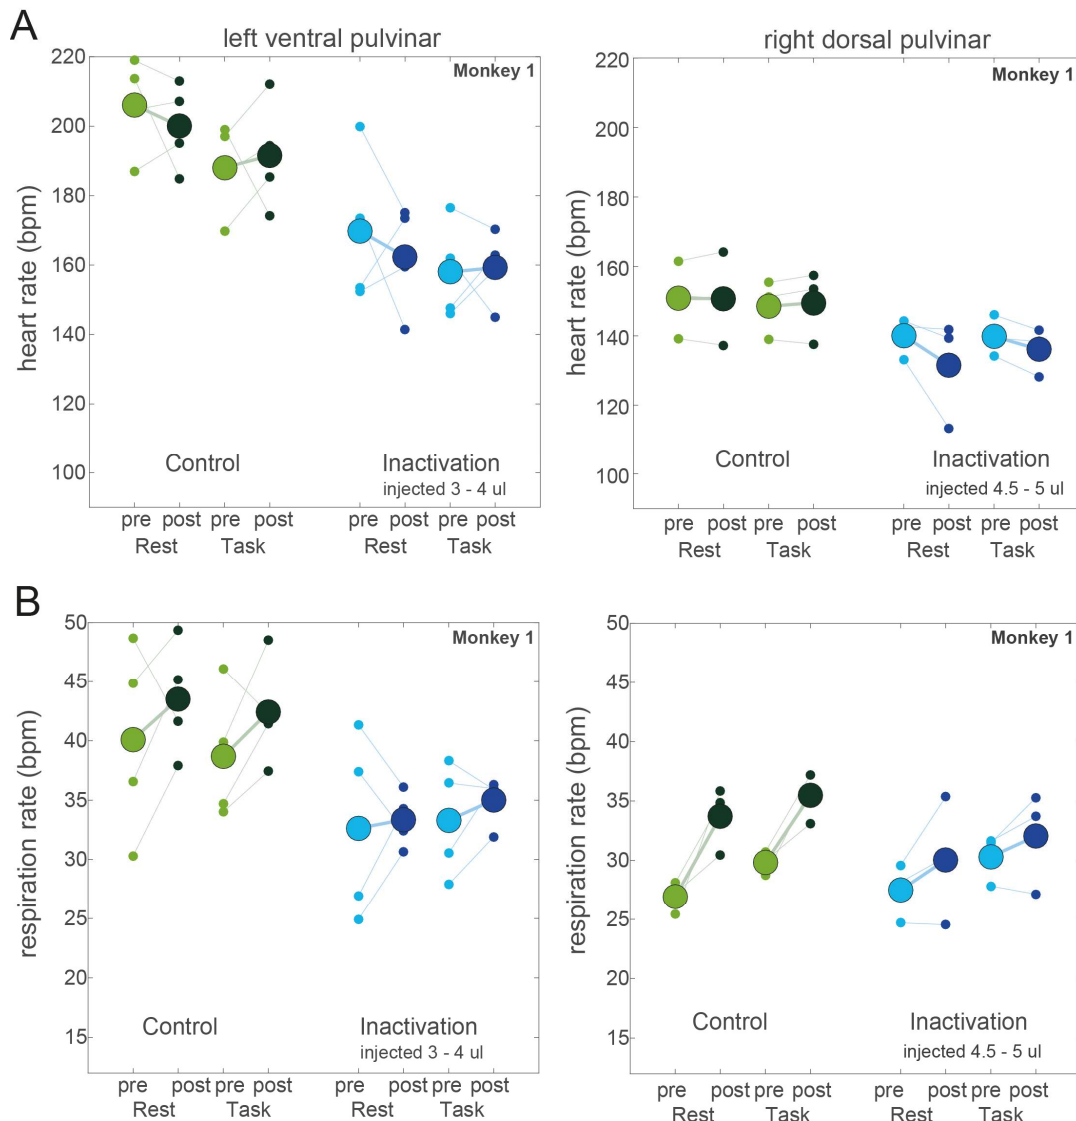 A
left ventral pulvinar
right dorsal pulvinar
Monkey 1
Monkey 1
heart rate (bpm)
220
200
180
160
140
120
100
Control
Inactivation
injected 3 - 4 ul
pre post pre post pre post pre post
Rest Task Rest Task
heart rate (bpm)
220
200
180
160
140
120
100
Control
Inactivation
injected 4.5 - 5 ul
pre post pre post pre post pre post
Rest Task Rest Task
B
Monkey 1
Monkey 1
respiration rate (bpm)
50
45
40
35
30
25
20
15
Control
Inactivation
injected 3 - 4 ul
pre post pre post pre post pre post
Rest Task Rest Task
respiration rate (bpm)
50
45
40
35
30
25
20
15
Control
Inactivation
injected 4.5 - 5 ul
pre post pre post pre post pre post
Rest Task Rest Task